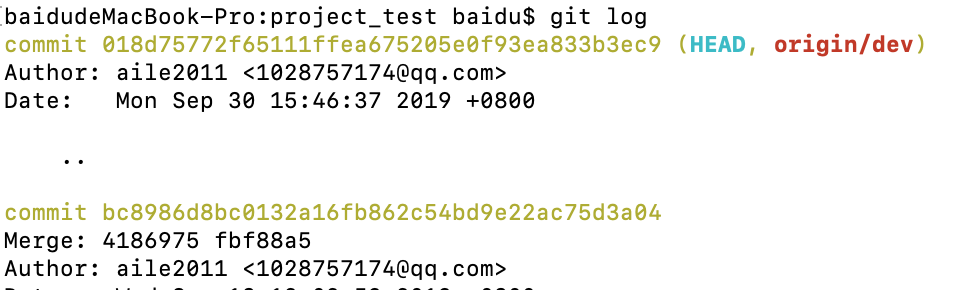 baidudeMacBook-Pro:project_test baidu$ git log
commit 018d75772f65111ffea675205e0f93ea833b3ec9 (HEAD, origin/dev)
Author: aile2011 <1028757174@qq.com>
Date:   Mon Sep 30 15:46:37 2019 +0800
..
commit bc8986d8bc0132a16fb862c54bd9e22ac75d3a04
Merge: 4186975 fbf88a5
Author: aile2011 <1028757174@qq.com>